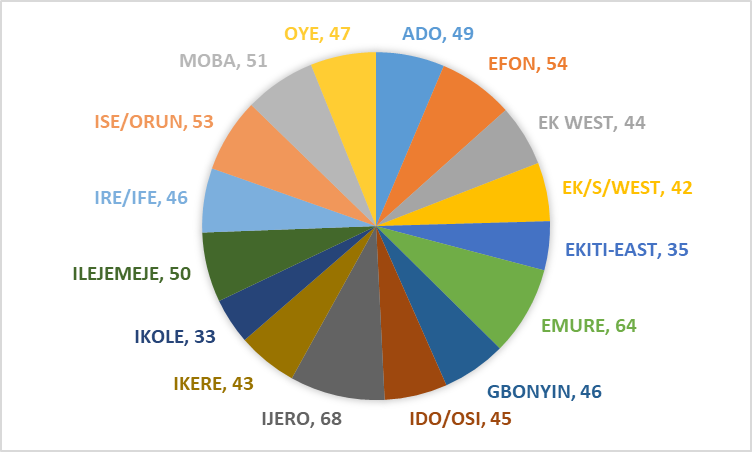 OYE, 47
ADO, 49
MOBA, 51
EFON, 54
ISE/ORUN, 53
EK WEST, 44
IRE/IFE, 46
EK/S/WEST, 42
EKITI-EAST, 35
ILEJEMEJE, 50
EMURE, 64
IKOLE, 33
IKERE, 43
GBONYIN, 46
IJERO, 68
IDO/OSI, 45